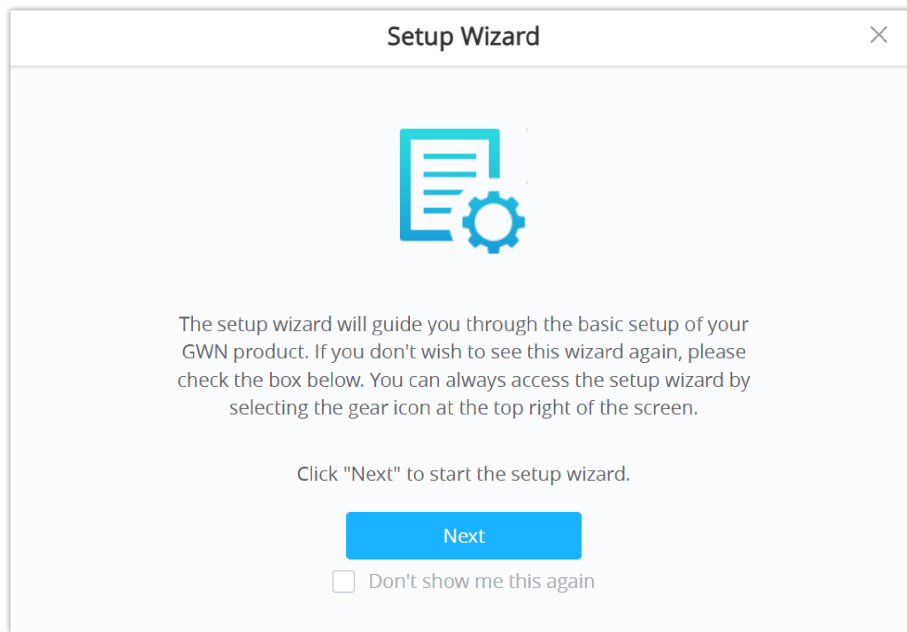 Setup Wizard
The setup wizard will guide you through the basic setup of your
GWN product. If you don't wish to see this wizard again, please
check the box below. You can always access the setup wizard by
selecting the gear icon at the top right of the screen.
Click "Next" to start the setup wizard.
Next
Don't show me this again